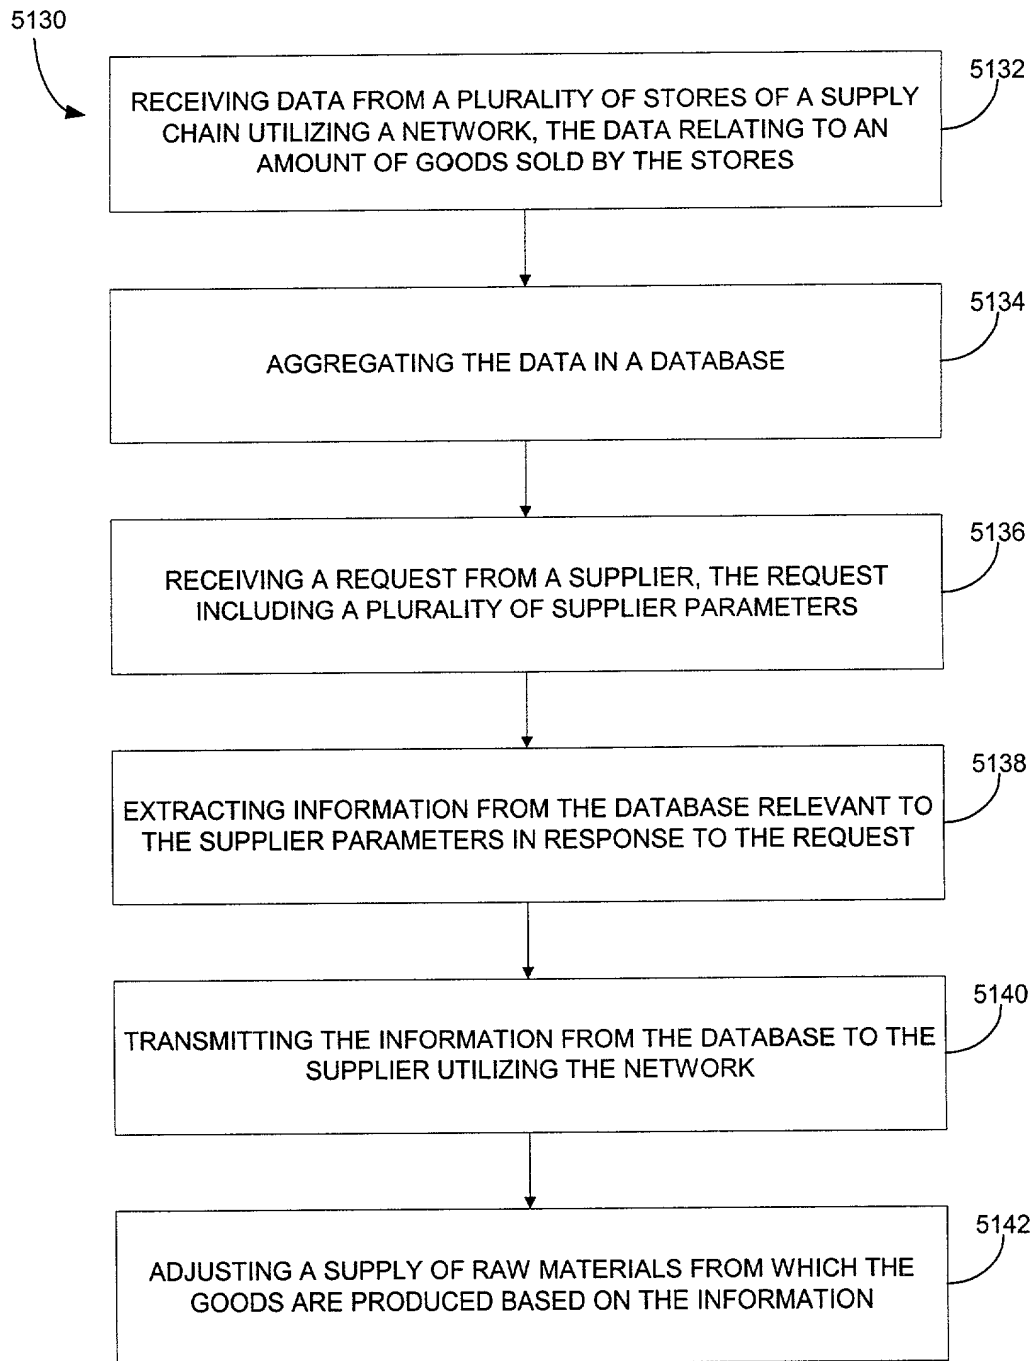 5130
5132
RECEIVING DATA FROM A PLURALITY OF STORES OF A SUPPLY
CHAIN UTILIZING A NETWORK, THE DATA RELATING TO AN
AMOUNT OF GOODS SOLD BY THE STORES
5134
AGGREGATING THE DATA IN A DATABASE
5136
RECEIVING A REQUEST FROM A SUPPLIER, THE REQUEST
INCLUDING A PLURALITY OF SUPPLIER PARAMETERS
5138
EXTRACTING INFORMATION FROM THE DATABASE RELEVANT TO
THE SUPPLIER PARAMETERS IN RESPONSE TO THE REQUEST
5140
TRANSMITTING THE INFORMATION FROM THE DATABASE TO THE
SUPPLIER UTILIZING THE NETWORK
5142
ADJUSTING A SUPPLY OF RAW MATERIALS FROM WHICH THE
GOODS ARE PRODUCED BASED ON THE INFORMATION